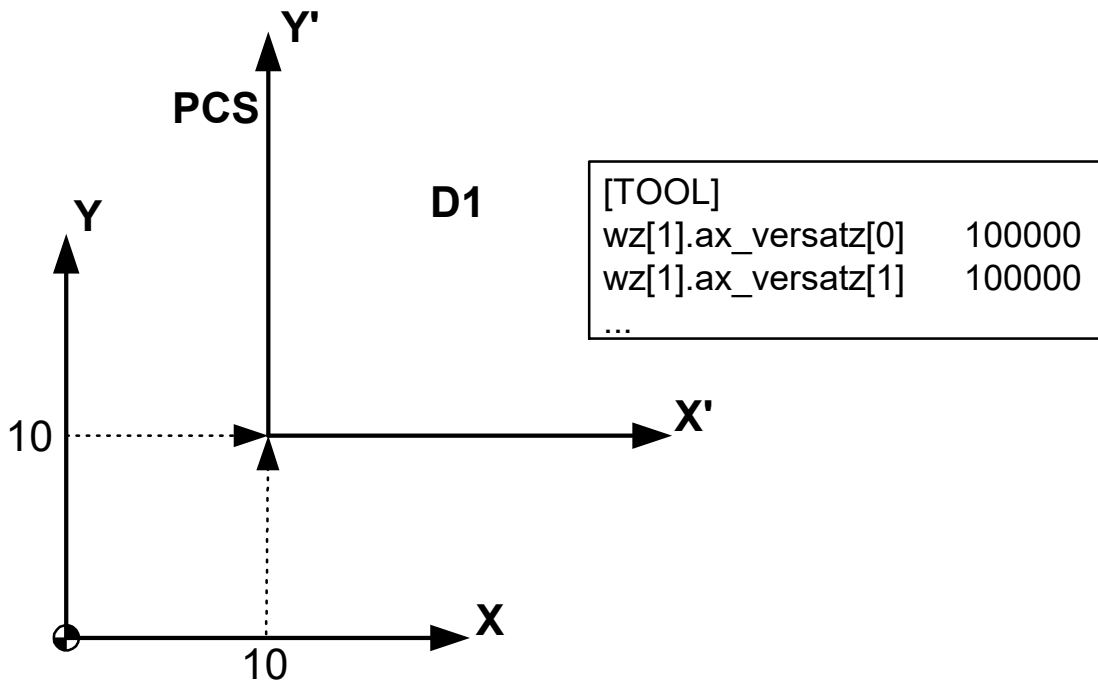 Y'
PCS
D1
Y
[TOOL]
wz[1].ax_versatz[0] 100000
wz[1].ax_versatz[1] 100000
...
10
X'
X
10